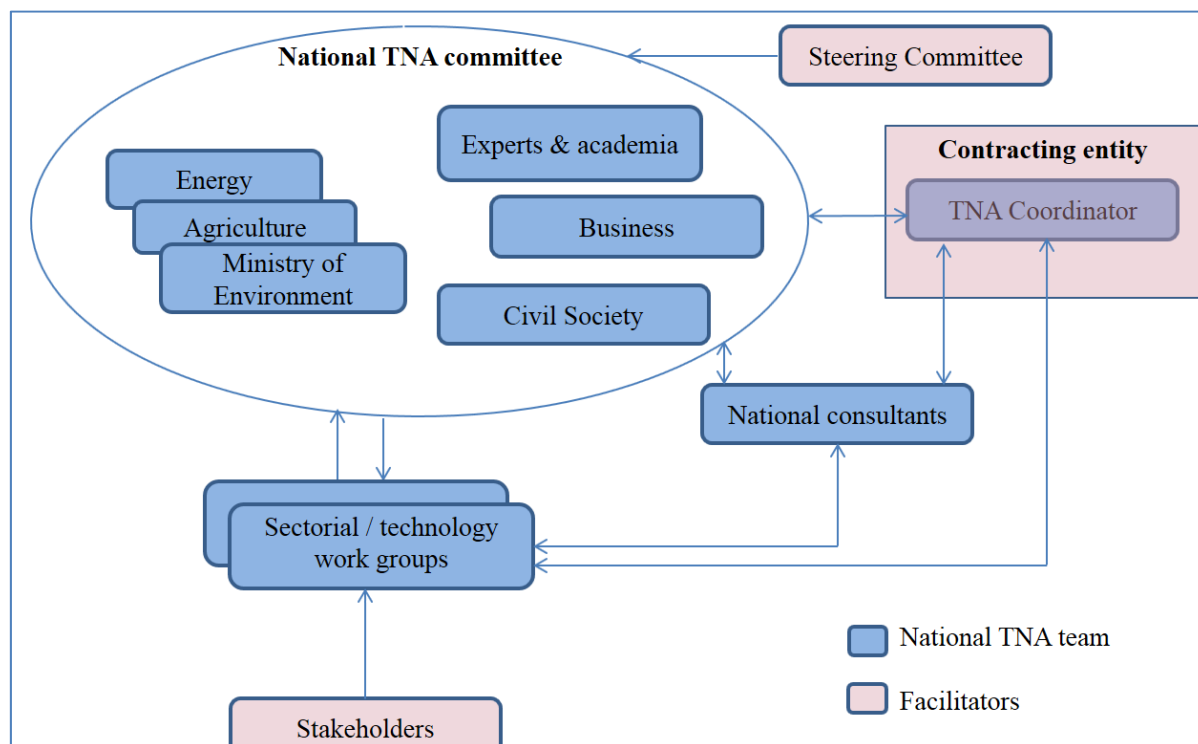 National TNA committee
Steering Committee
Experts & academia
Contracting entity
Energy
TNA Coordinator
Agriculture
Business
Ministry of
Environment
Civil Society
National consultants
Sectorial / technology
work groups
National TNA team
Facilitators
Stakeholders